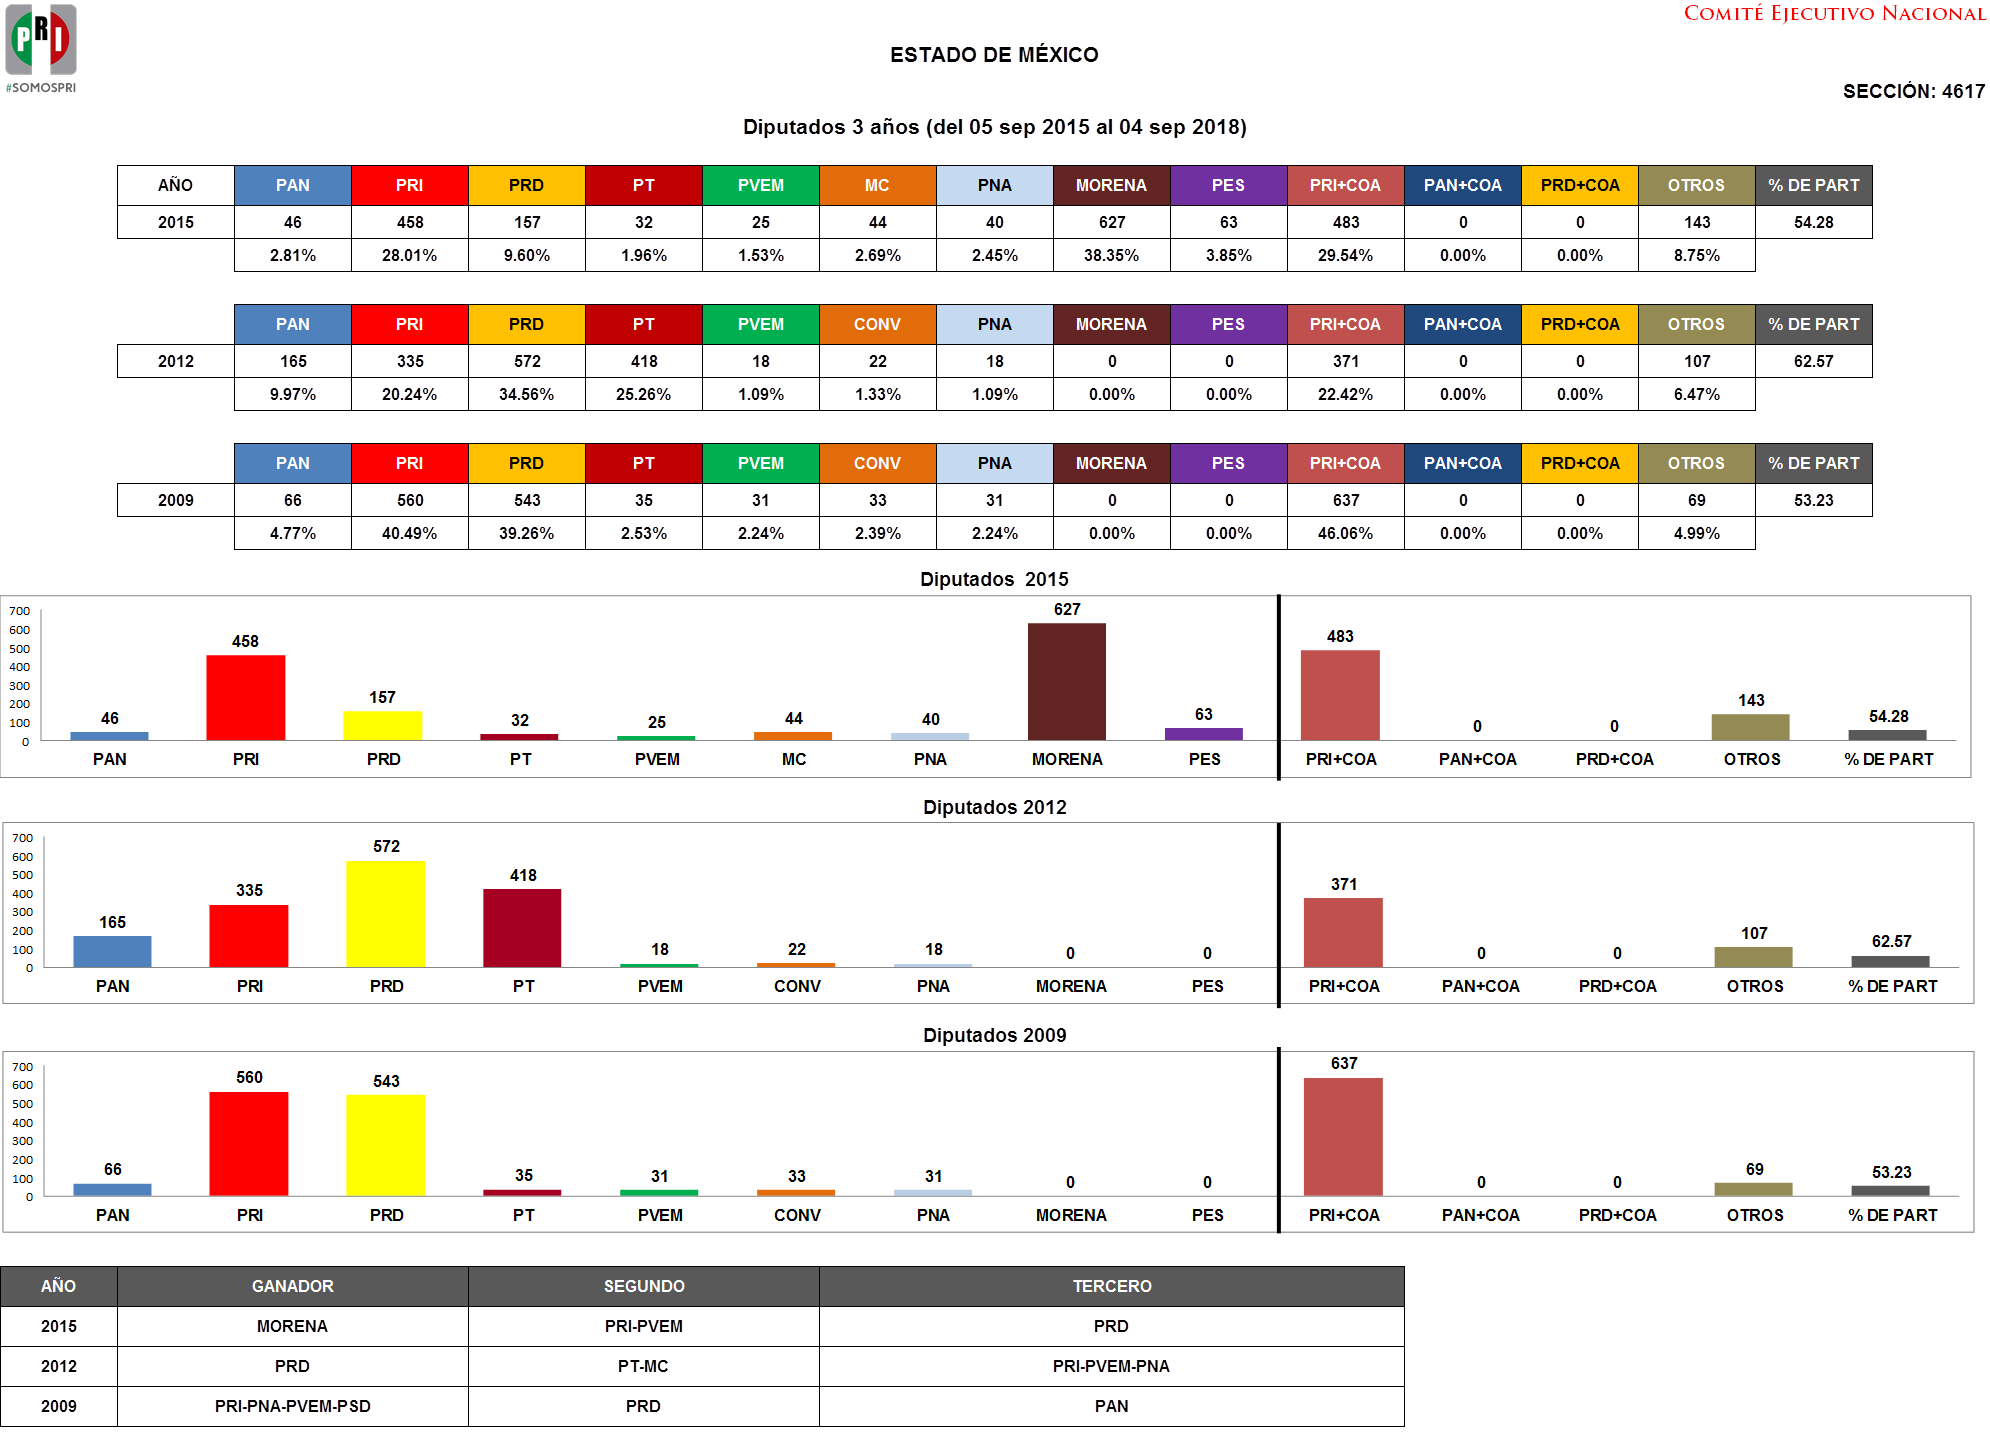 PRI
#SOMOSPRI
COMITÉ EJECUTIVO NACIONAL
ESTADO DE MÉXICO
SECCIÓN: 4617
Diputados 3 años (del 05 sep 2015 al 04 sep 2018)
AÑO PAN PRI PRD PT PVEM MC PNA MORENA PES PRI+COA PAN+COA PRD+COA OTROS % DE PART
2015 46 458 157 32 25 44 40 627 63 483 0 0 143 54.28
2.81% 28.01% 9.60% 1.96% 1.53% 2.69% 2.45% 38.35% 3.85% 29.54% 0.00% 0.00% 8.75%
PAN PRI PRD PT PVEM CONV PNA MORENA PES PRI+COA PAN+COA PRD+COA OTROS % DE PART
2012 165 335 572 418 18 22 18 0 0 371 0 0 107 62.57
9.97% 20.24% 34.56% 25.26% 1.09% 1.33% 1.09% 0.00% 0.00% 22.42% 0.00% 0.00% 6.47%
PAN PRI PRD PT PVEM CONV PNA MORENA PES PRI+COA PAN+COA PRD+COA OTROS % DE PART
2009 66 560 543 35 31 33 31 0 0 637 0 0 69 53.23
4.77% 40.49% 39.26% 2.53% 2.24% 2.39% 2.24% 0.00% 0.00% 46.06% 0.00% 0.00% 4.99%
Diputados 2015
700
600
500
400
300
200
100
0
46 458 157 32 25 44 40 627 63 483 0 0 143 54.28
PAN PRI PRD PT PVEM MC PNA MORENA PES PRI+COA PAN+COA PRD+COA OTROS % DE PART
Diputados 2012
700
600
500
400
300
200
100
0
165 335 572 418 18 22 18 0 0 371 0 0 107 62.57
PAN PRI PRD PT PVEM CONV PNA MORENA PES PRI+COA PAN+COA PRD+COA OTROS % DE PART
Diputados 2009
700
600
500
400
300
200
100
0
66 560 543 35 31 33 31 0 0 637 0 0 69 53.23
PAN PRI PRD PT PVEM CONV PNA MORENA PES PRI+COA PAN+COA PRD+COA OTROS % DE PART
AÑO GANADOR SEGUNDO TERCERO
2015 MORENA PRI-PVEM PRD
2012 PRD PT-MC PRI-PVEM-PNA
2009 PRI-PNA-PVEM-PSD PRD PAN